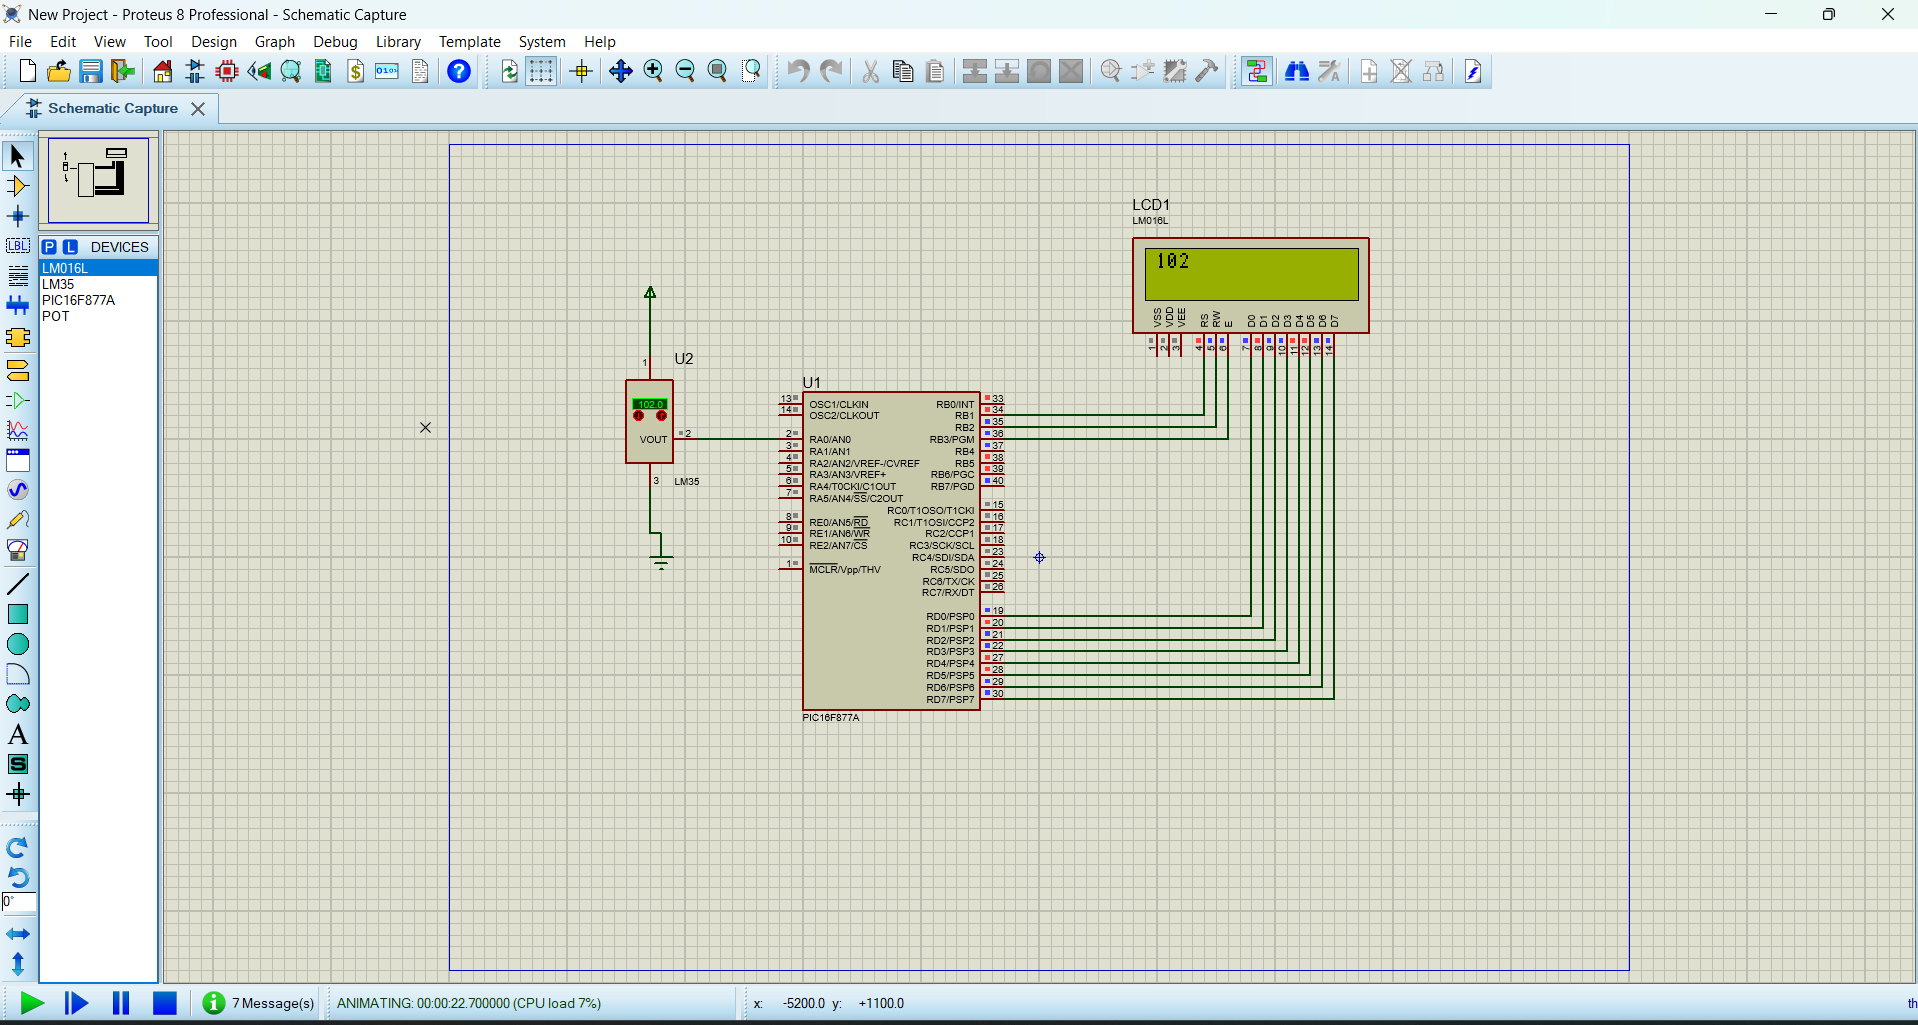 New Project - Proteus 8 Professional - Schematic Capture
File Edit View Tool Design Graph Debug Library Template System Help
$ 0101 ?
Schematic Capture
LBL
P L DEVICES
LM016L
LM35
PIC16F877A
POT
A
S
0°
LCD1
LM016L
102
VSS VDD VEE RS RW E D0 D1 D2 D3 D4 D5 D6 D7
1 2 3 4 5 6 7 8 9 10 11 12 13 14
1 U2
102.0
VOUT 2
3 LM35
U1
13 OSC1/CLKIN RB0/INT 33
14 OSC2/CLKOUT RB1 34
RB2 35
2 RA0/AN0 RB3/PGM 36
3 RA1/AN1 RB4 37
4 RA2/AN2/VREF-/CVREF RB5 38
5 RA3/AN3/VREF+ RB6/PGC 39
6 RA4/T0CKI/C1OUT RB7/PGD 40
7 RA5/AN4/SS/C2OUT
RC0/T1OSO/T1CKI 15
8 RE0/AN5/RD RC1/T1OSI/CCP2 16
9 RE1/AN6/WR RC2/CCP1 17
10 RE2/AN7/CS RC3/SCK/SCL 18
RC4/SDI/SDA 23
1 MCLR/Vpp/THV RC5/SDO 24
RC6/TX/CK 25
RC7/RX/DT 26
RD0/PSP0 19
RD1/PSP1 20
RD2/PSP2 21
RD3/PSP3 22
RD4/PSP4 27
RD5/PSP5 28
RD6/PSP6 29
RD7/PSP7 30
PIC16F877A
7 Message(s) ANIMATING: 00:00:22.700000 (CPU load 7%) x: -5200.0 y: +1100.0 th